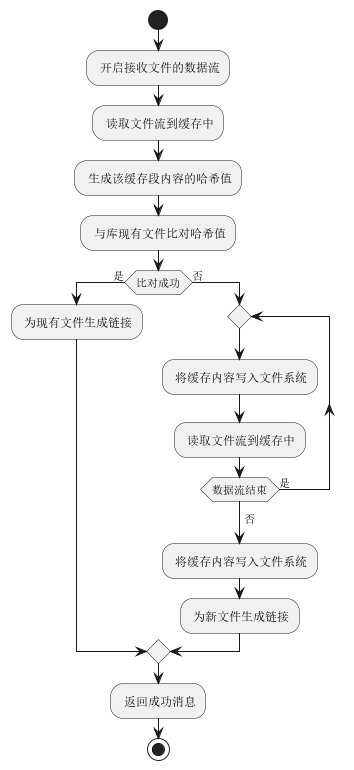 开启接收文件的数据流
读取文件流到缓存中
生成该缓存段内容的哈希值
与库现有文件比对哈希值
是
比对成功
否
为现有文件生成链接
将缓存内容写入文件系统
读取文件流到缓存中
数据流结束
是
否
将缓存内容写入文件系统
为新文件生成链接
返回成功消息